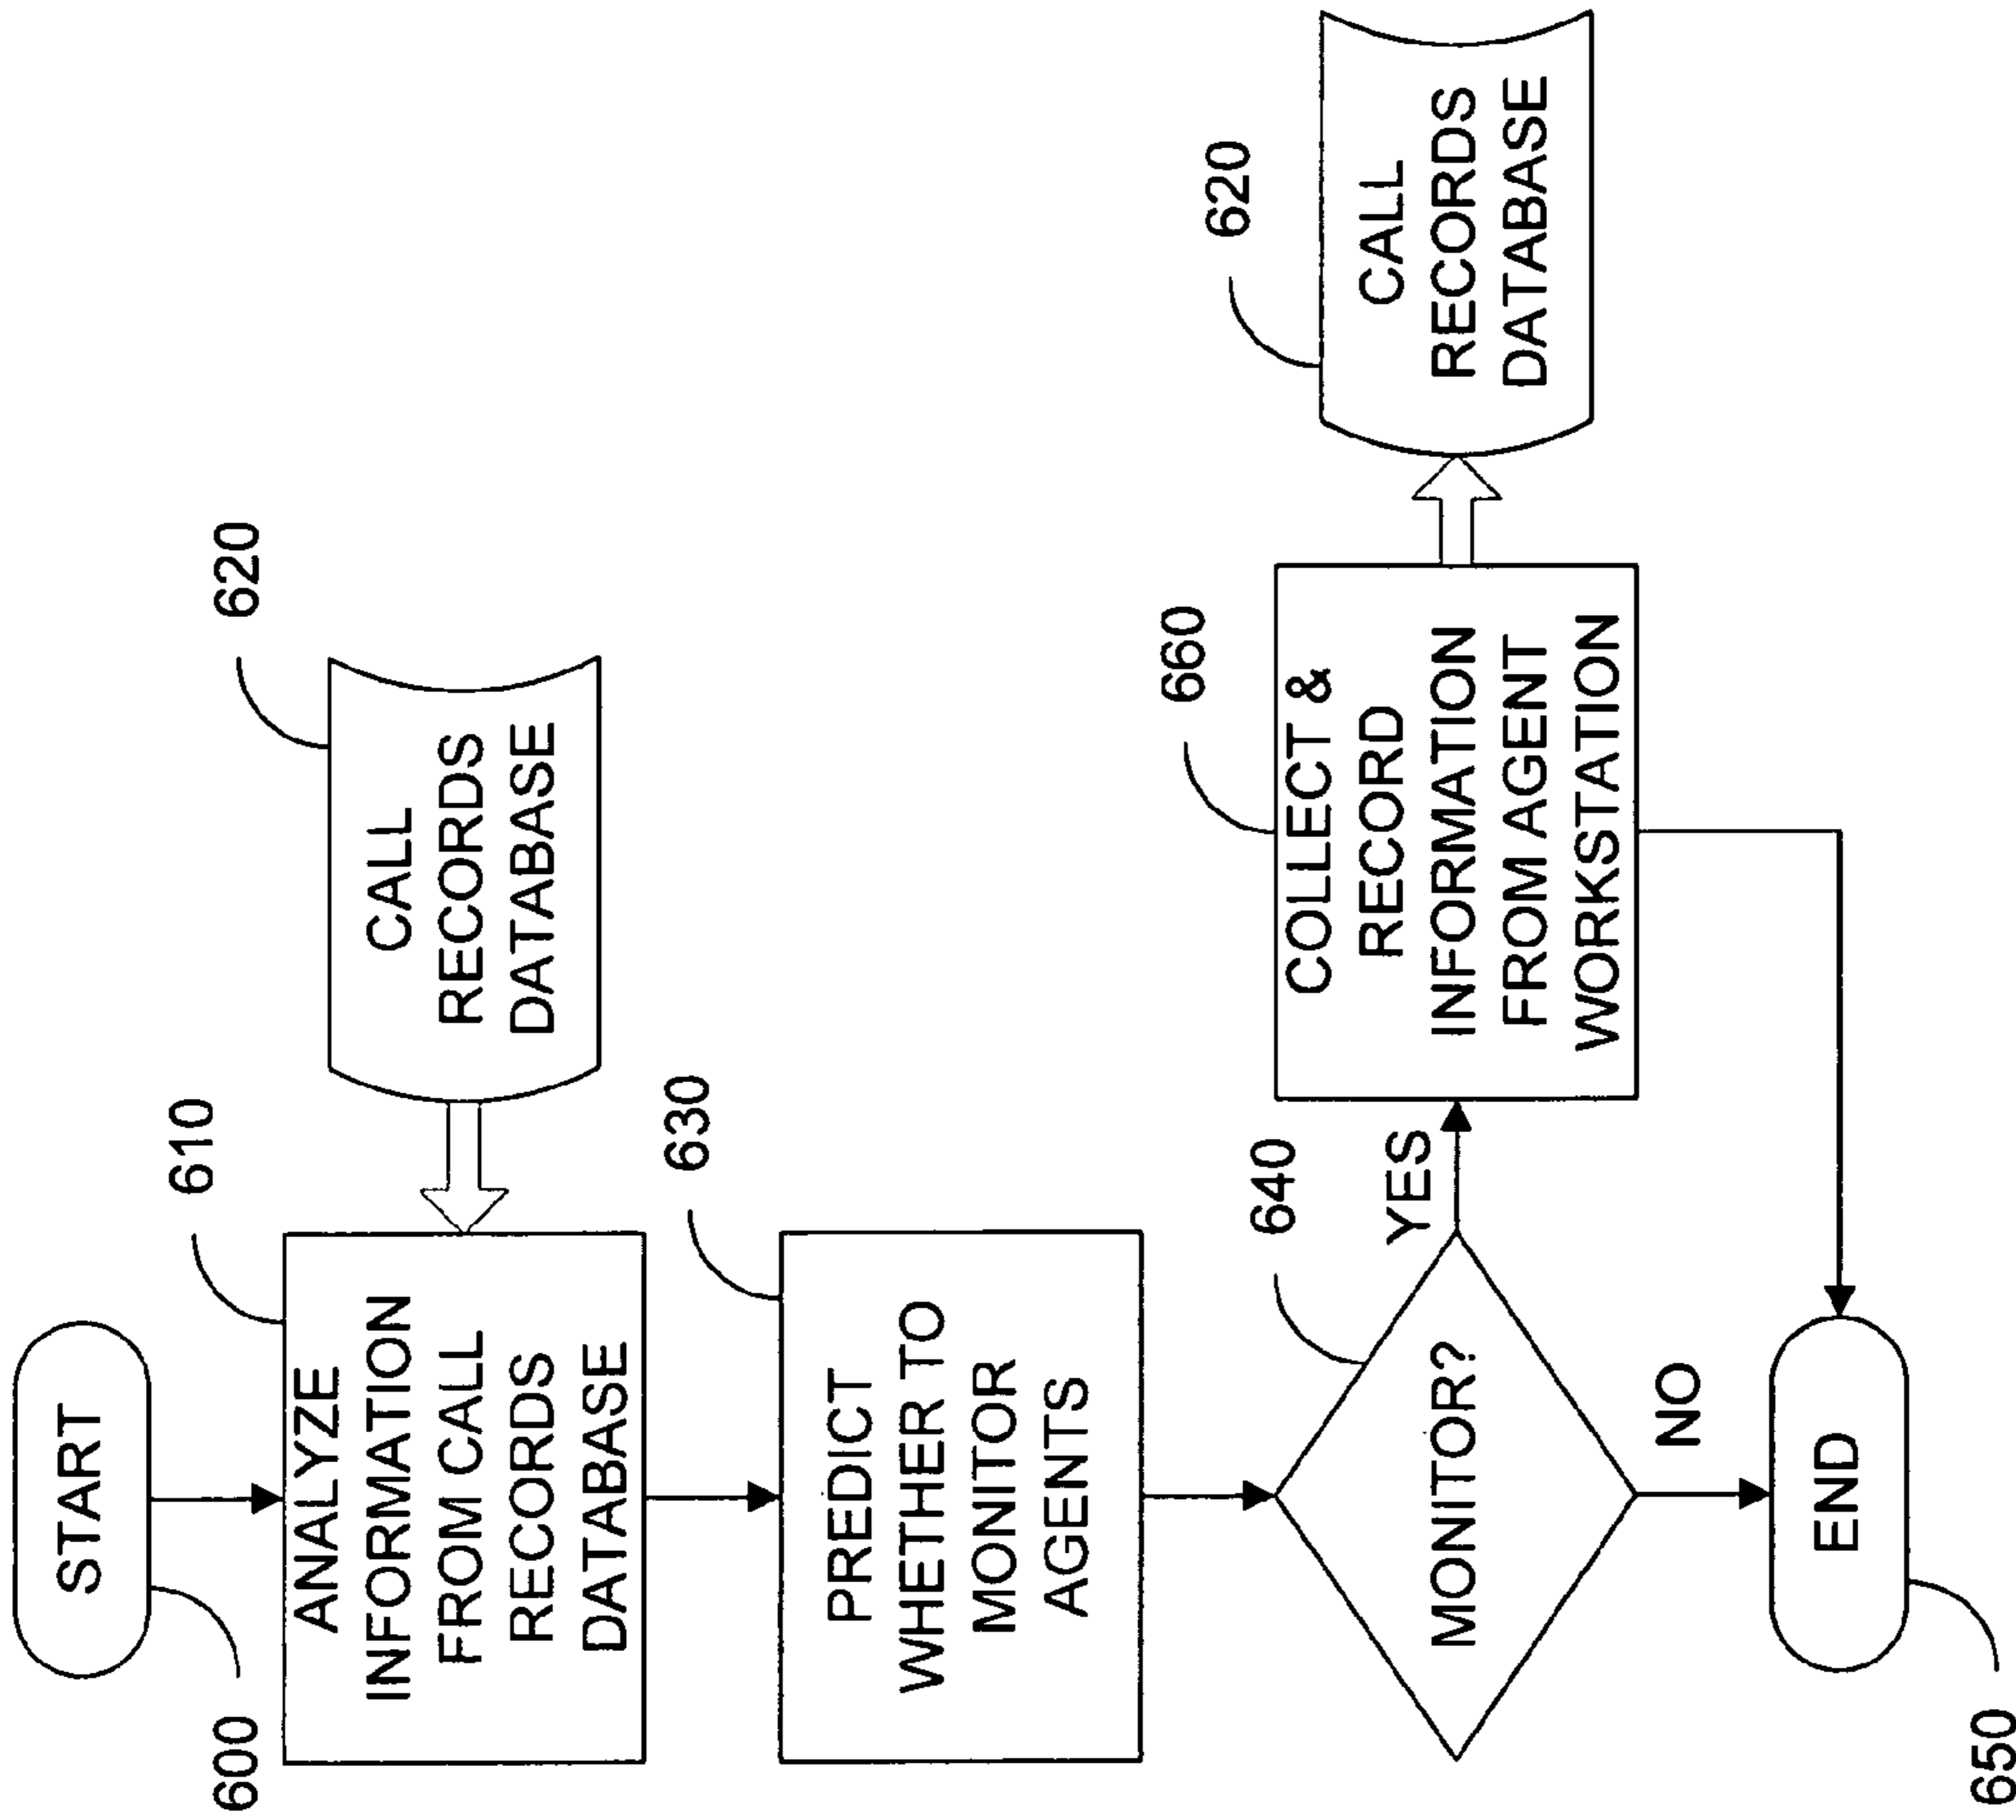 START
600
610
ANALYZE
INFORMATION
FROM CALL
RECORDS
DATABASE
620
CALL
RECORDS
DATABASE
630
PREDICT
WHETHER TO
MONITOR
AGENTS
640
MONITOR?
YES
NO
660
COLLECT &
RECORD
INFORMATION
FROM AGENT
WORKSTATION
620
CALL
RECORDS
DATABASE
END
650